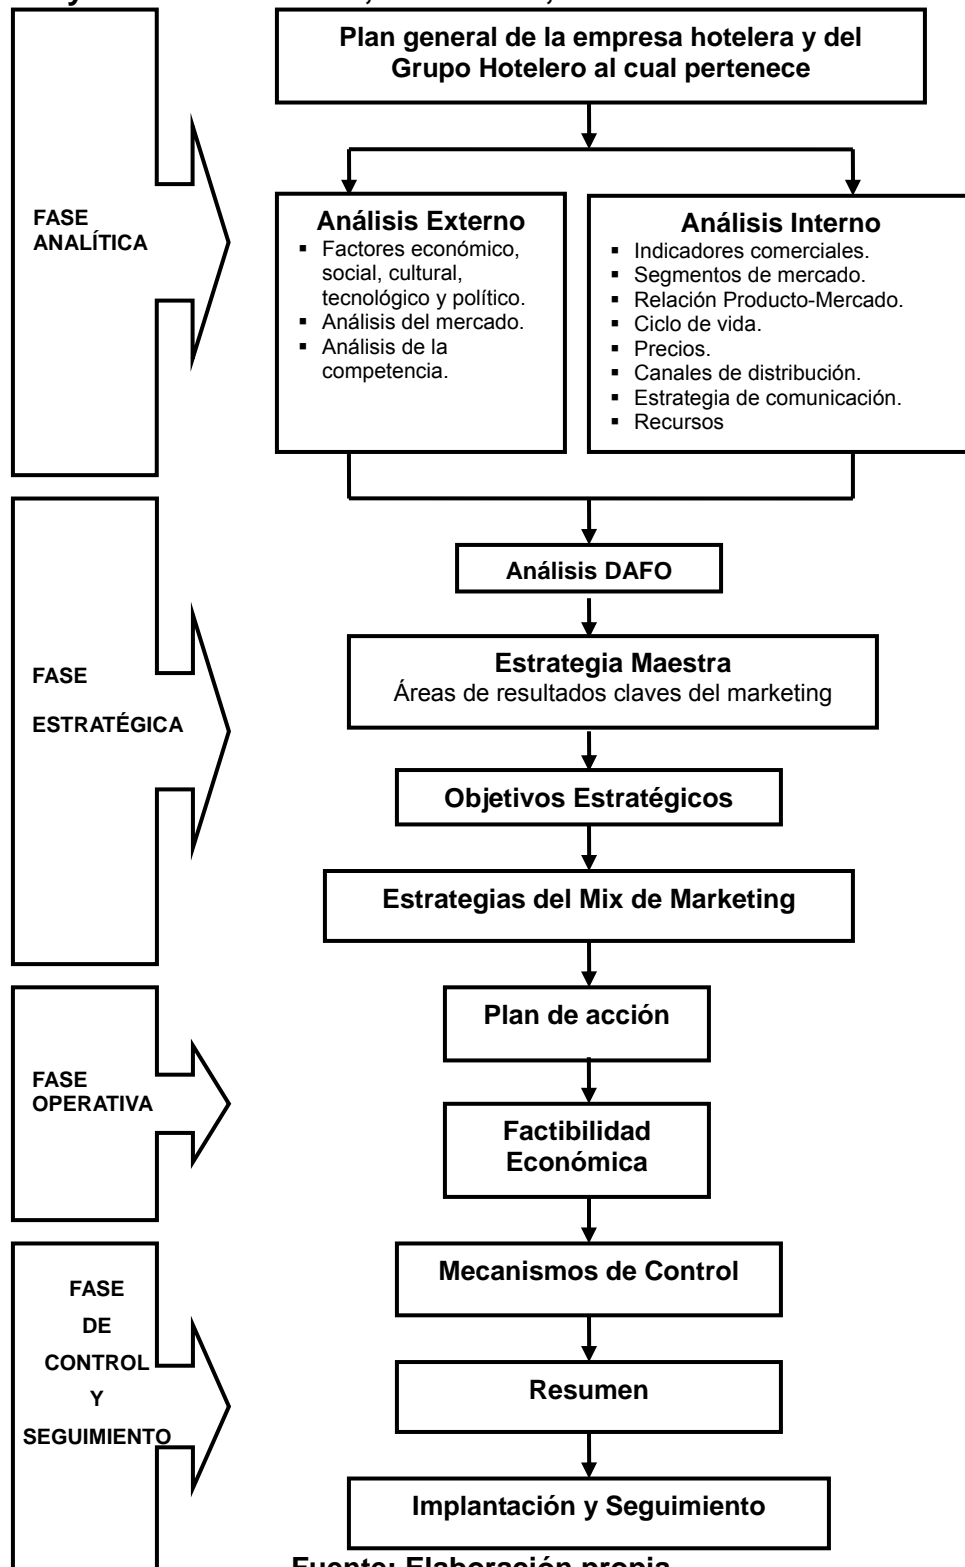 Plan general de la empresa hotelera y del
Grupo Hotelero al cual pertenece
FASE
ANALÍTICA
Análisis Externo
▪ Factores económico,
social, cultural,
tecnológico y político.
▪ Análisis del mercado.
▪ Análisis de la
competencia.
Análisis Interno
▪ Indicadores comerciales.
▪ Segmentos de mercado.
▪ Relación Producto-Mercado.
▪ Ciclo de vida.
▪ Precios.
▪ Canales de distribución.
▪ Estrategia de comunicación.
▪ Recursos
Análisis DAFO
FASE
ESTRATÉGICA
Estrategia Maestra
Áreas de resultados claves del marketing
Objetivos Estratégicos
Estrategias del Mix de Marketing
FASE
OPERATIVA
Plan de acción
Factibilidad
Económica
FASE
DE
CONTROL
Y
SEGUIMIENTO
Mecanismos de Control
Resumen
Implantación y Seguimiento
Fuente: Elaboración propia